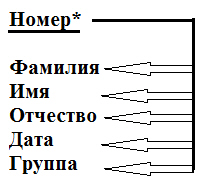 Номер*
Фамилия
Имя
Отчество
Дата
Группа